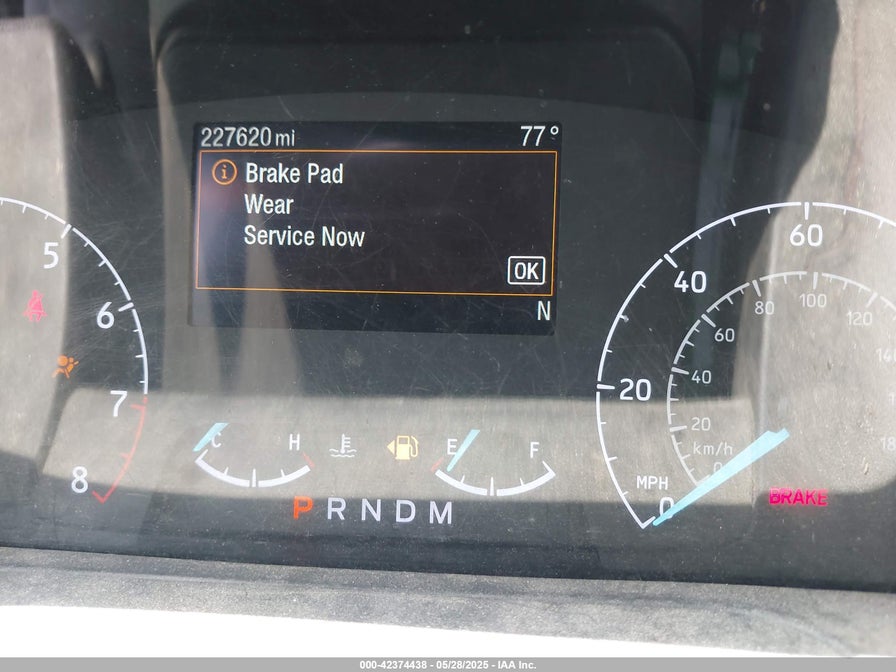 227620 mi 77°
Brake Pad
Wear
Service Now
OK
N
5
6
7
8
C H
E F
P R N D M
60
40
20
0
MPH
100
80
120
60
40
20
km/h
0
BRAKE
000-42374438 - 05/28/2025 - IAA Inc.